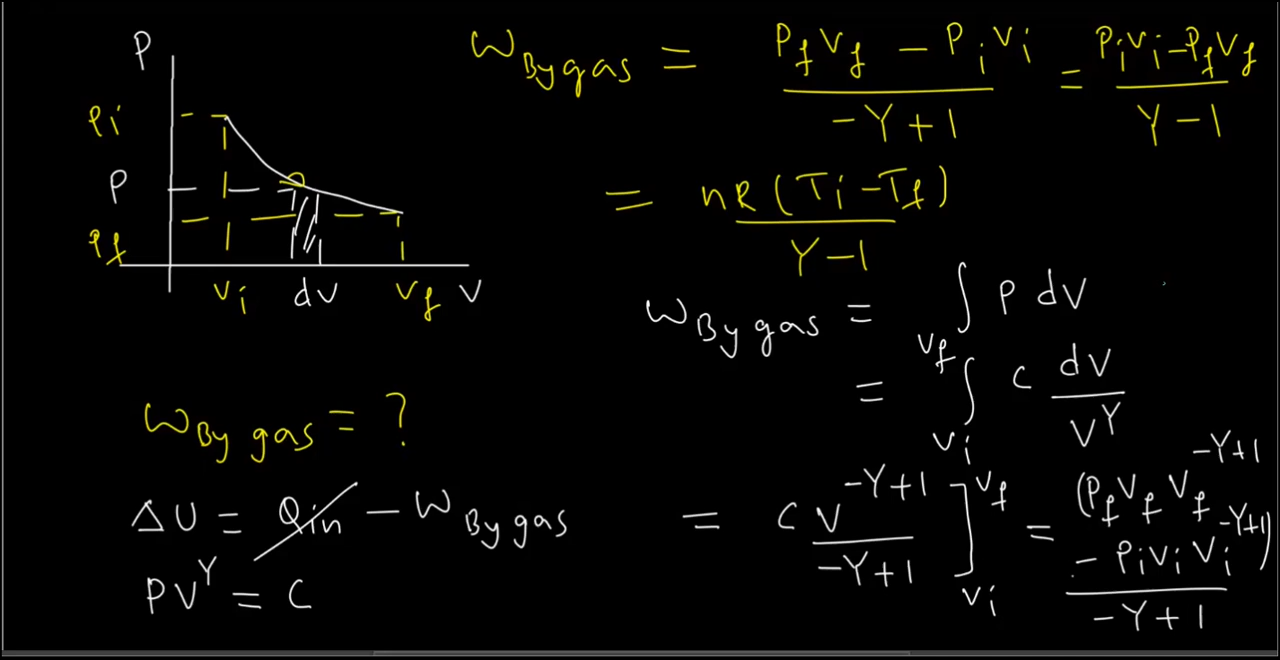 P
Pi
P
Pf
Vi dV Vf V
W By gas = ?
ΔU = Qin - W By gas
PV^γ = C
W By gas = (Pf Vf - Pi Vi) / (-γ+1) = (Pi Vi - Pf Vf) / (γ-1)
= nR (Ti - Tf) / (γ-1)
W By gas = ∫ P dV
= ∫_Vi^Vf C dV / V^γ
= C V^(-γ+1) / (-γ+1) ]_Vi^Vf = (Pf Vf Vf^(-γ+1) - Pi Vi Vi^(-γ+1)) / (-γ+1)